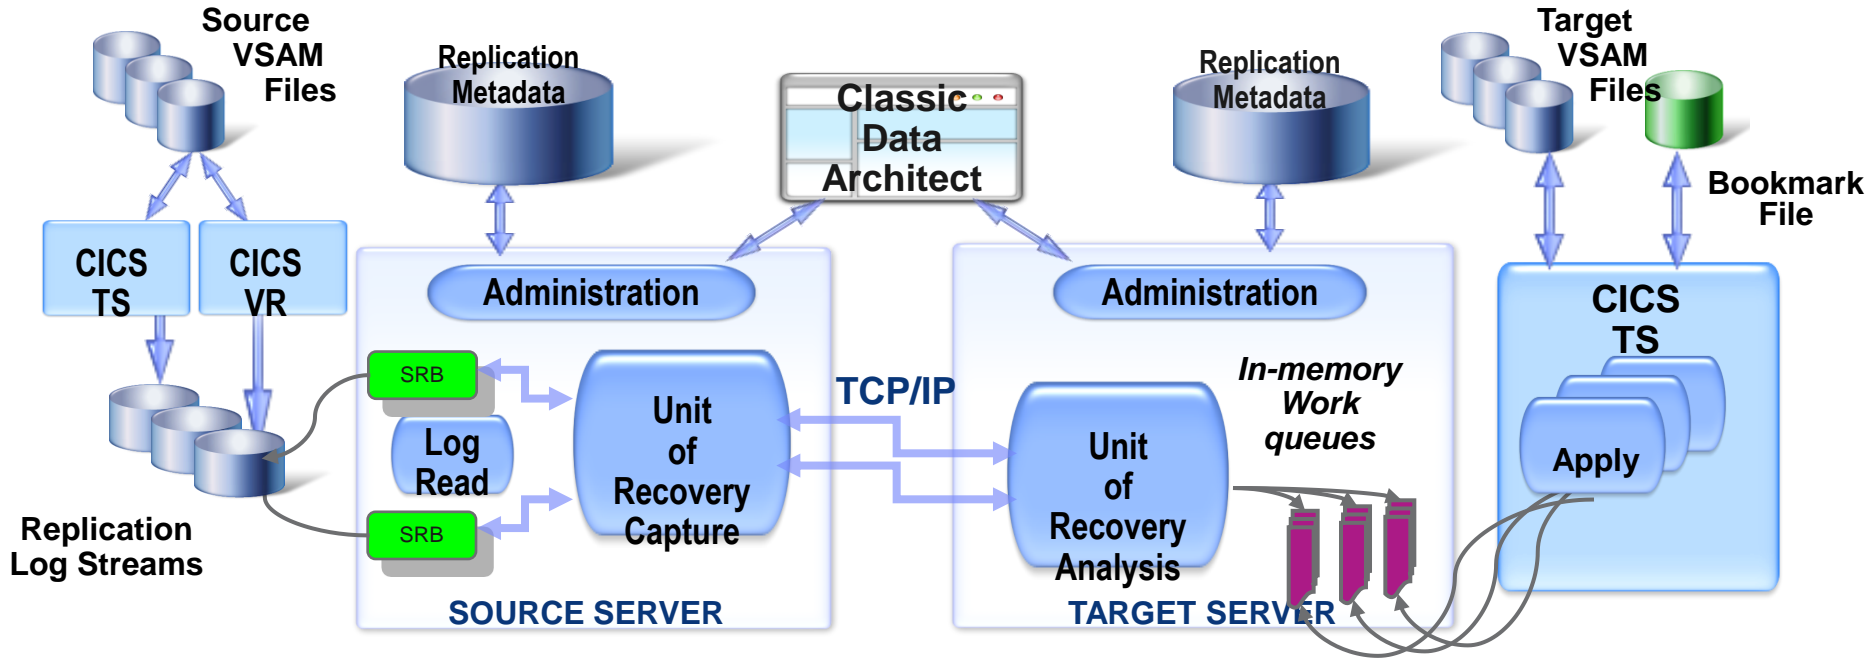 Source
VSAM
Files
Replication
Metadata
Classic
Data
Architect
Replication
Metadata
Target
VSAM
Files
Bookmark
File
CICS
TS
CICS
VR
Administration
Administration
CICS
TS
SRB
Log
Read
SRB
Unit
of
Recovery
Capture
TCP/IP
Unit
of
Recovery
Analysis
In-memory
Work
queues
Apply
Replication
Log Streams
SOURCE SERVER
TARGET SERVER